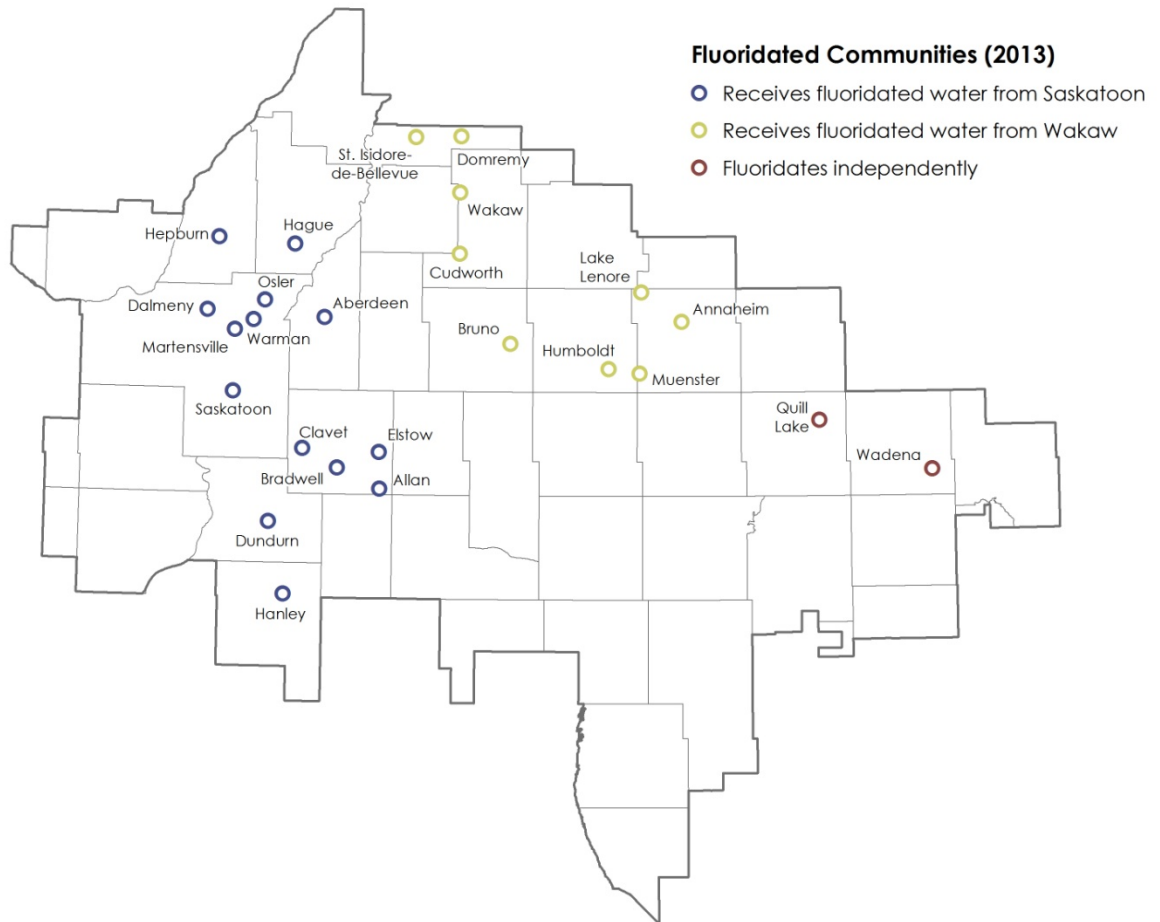 Fluoridated Communities (2013)
Receives fluoridated water from Saskatoon
Receives fluoridated water from Wakaw
Fluoridates independently
St. Isidore-
de-Bellevue
Domremy
Wakaw
Hepburn
Hague
Cudworth
Lake
Lenore
Osler
Dalmeny
Aberdeen
Annaheim
Martensville
Warman
Bruno
Humboldt
Muenster
Saskatoon
Quill
Lake
Clavet
Elstow
Wadena
Bradwell
Allan
Dundurn
Hanley